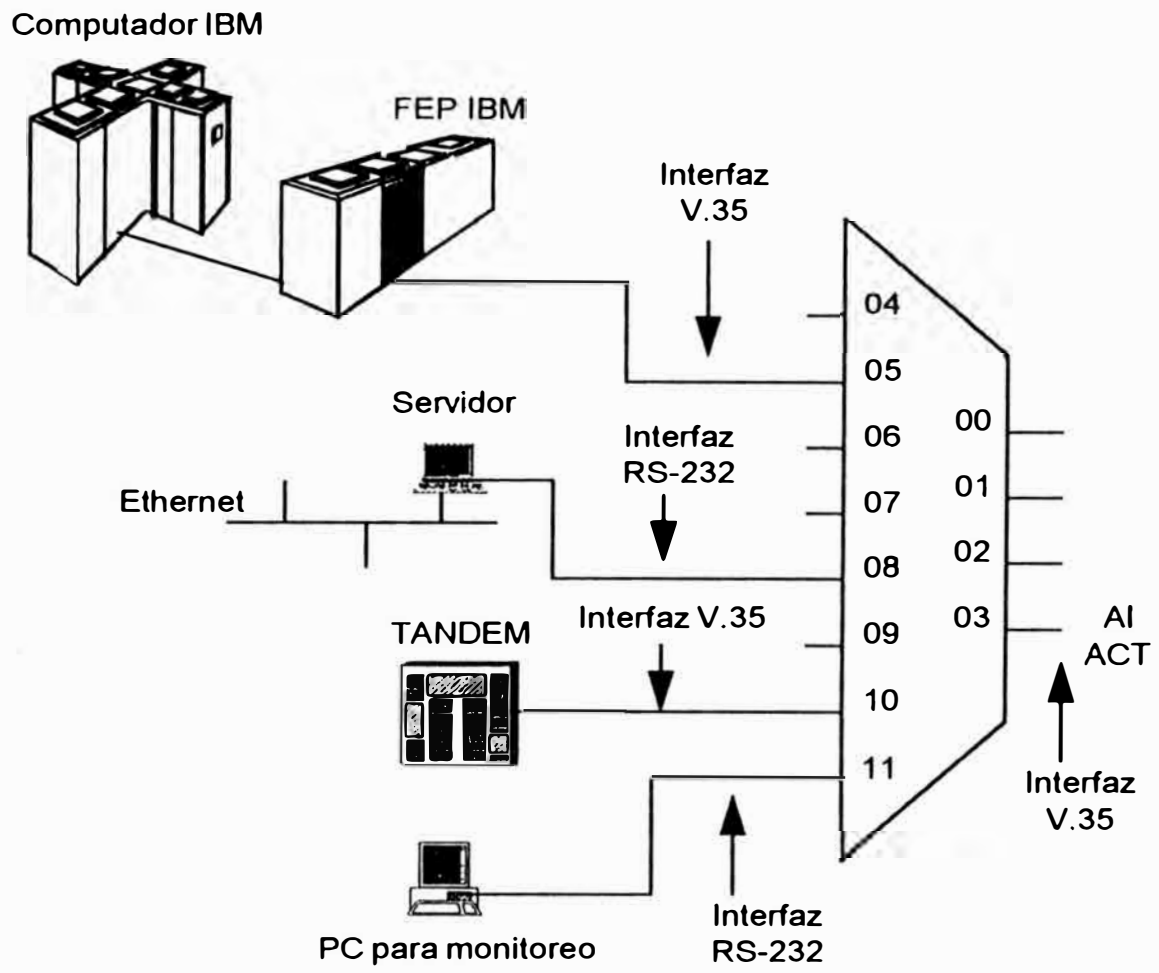 Computador IBM
FEP IBM
Interfaz
V.35
04
05
Servidor
Interfaz
RS-232
06
00
Ethernet
07
01
08
02
TANDEM
Interfaz V.35
09
03
AI
ACT
10
11
Interfaz
V.35
PC para monitoreo
Interfaz
RS-232